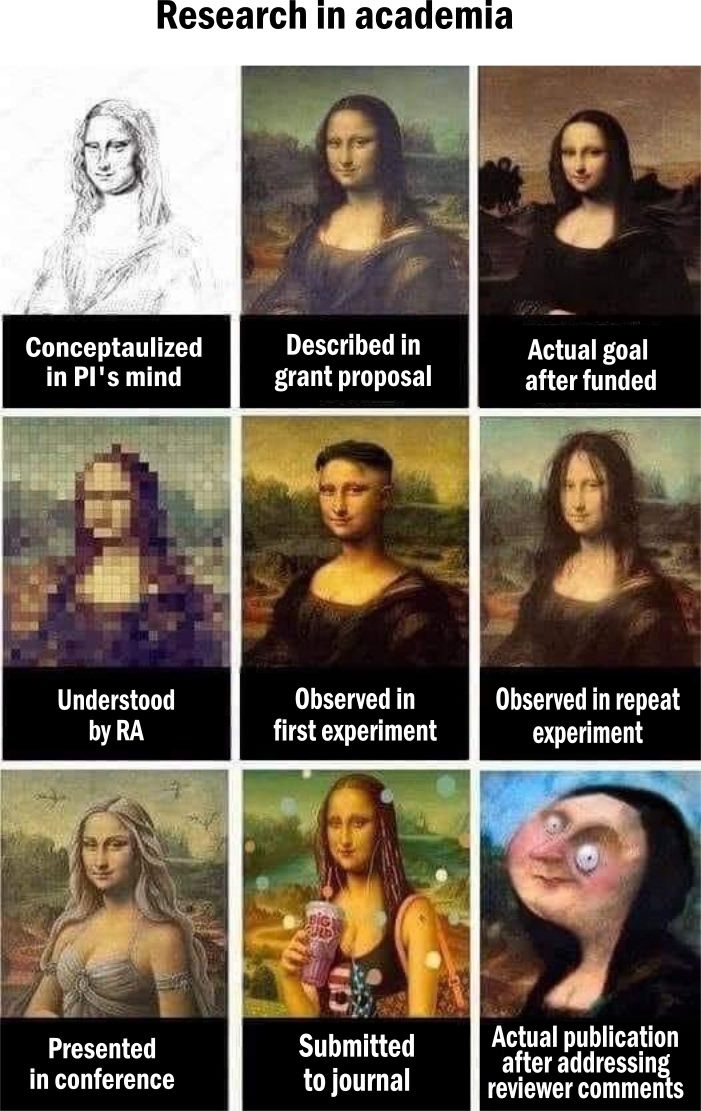 Research in academia
Conceptaulized
in PI's mind
Described in
grant proposal
Actual goal
after funded
Understood
by RA
Observed in
first experiment
Observed in repeat
experiment
BIG
Presented
in conference
Submitted
to journal
Actual publication
after addressing
reviewer comments